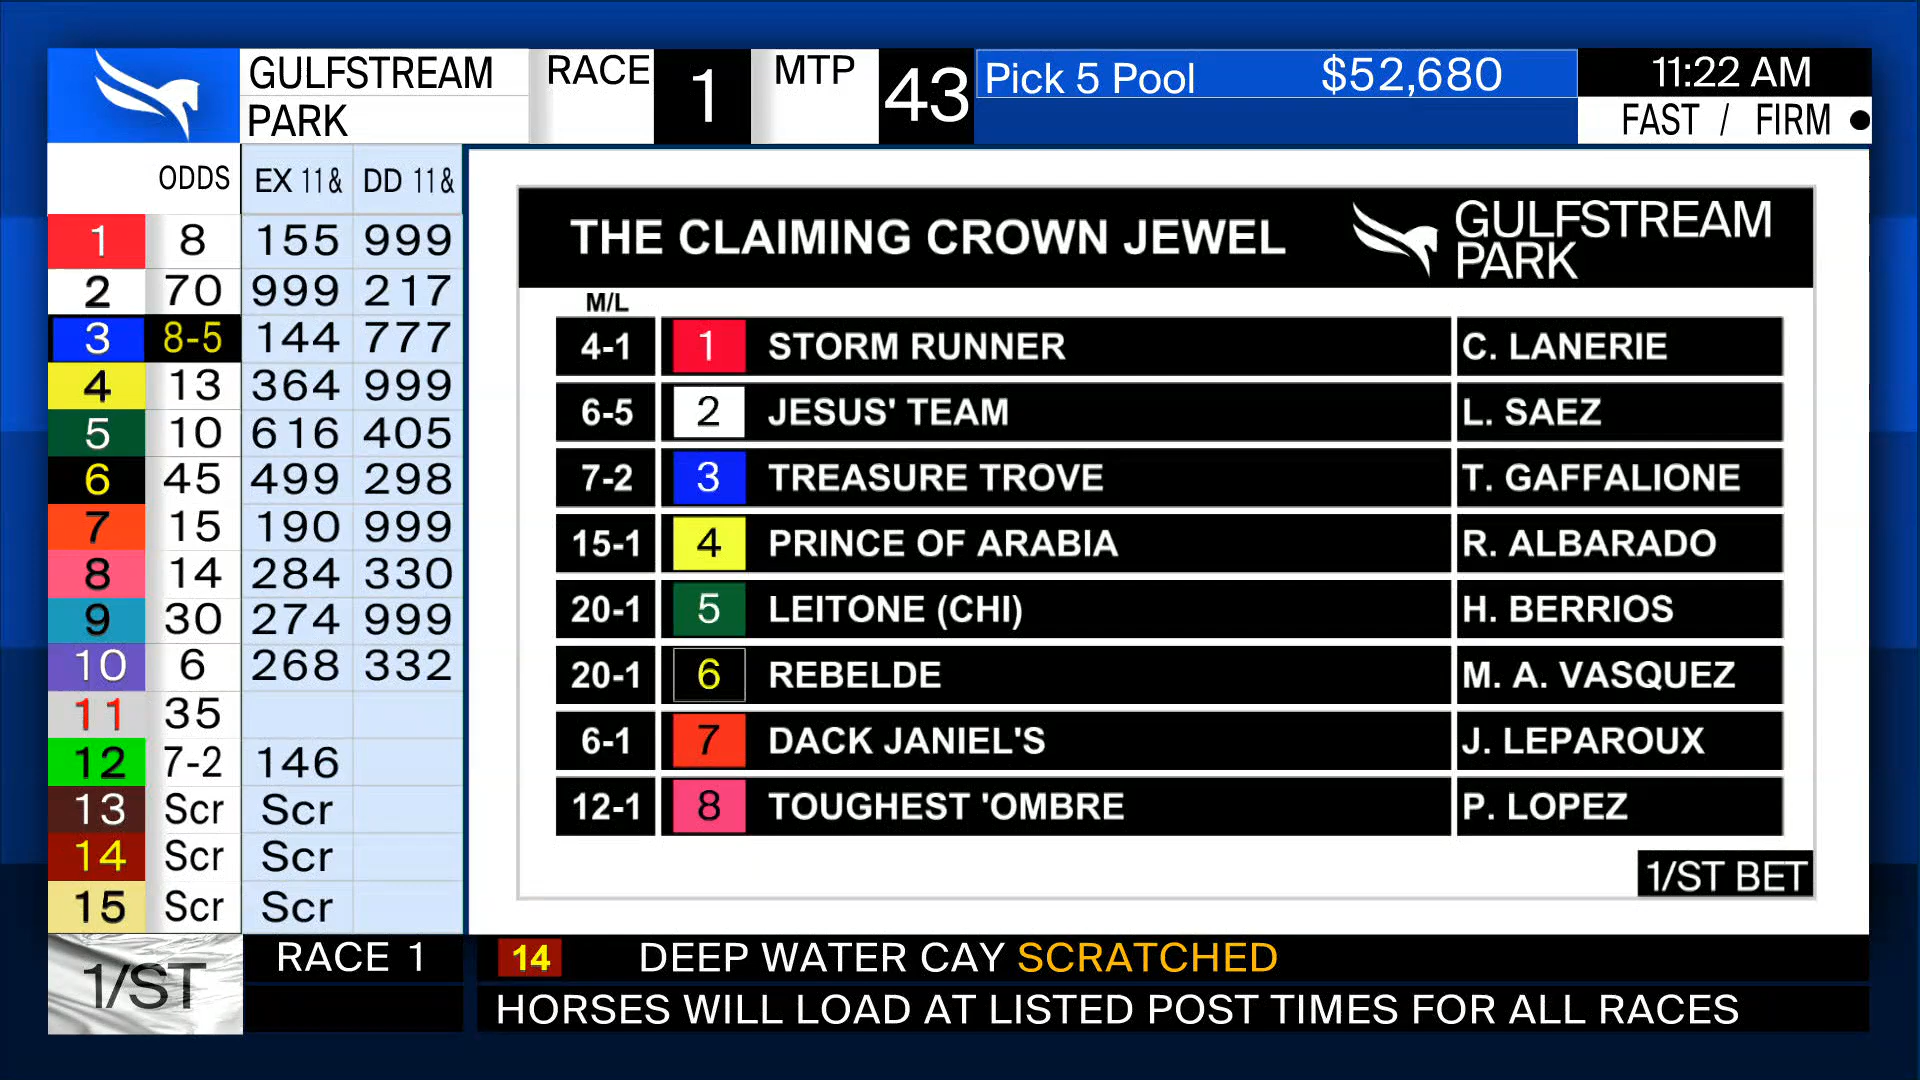 GULFSTREAM PARK RACE 1 MTP 43 Pick 5 Pool $52,680 11:22 AM
FAST / FIRM
ODDS EX 11& DD 11&
1 8 155 999
2 70 999 217
3 8-5 144 777
4 13 364 999
5 10 616 405
6 45 499 298
7 15 190 999
8 14 284 330
9 30 274 999
10 6 268 332
11 35
12 7-2 146
13 Scr Scr
14 Scr Scr
15 Scr Scr
THE CLAIMING CROWN JEWEL GULFSTREAM PARK
M/L
4-1 1 STORM RUNNER C. LANERIE
6-5 2 JESUS' TEAM L. SAEZ
7-2 3 TREASURE TROVE T. GAFFALIONE
15-1 4 PRINCE OF ARABIA R. ALBARADO
20-1 5 LEITONE (CHI) H. BERRIOS
20-1 6 REBELDE M. A. VASQUEZ
6-1 7 DACK JANIEL'S J. LEPAROUX
12-1 8 TOUGHEST 'OMBRE P. LOPEZ
1/ST BET
1/ST RACE 1 14 DEEP WATER CAY SCRATCHED
HORSES WILL LOAD AT LISTED POST TIMES FOR ALL RACES